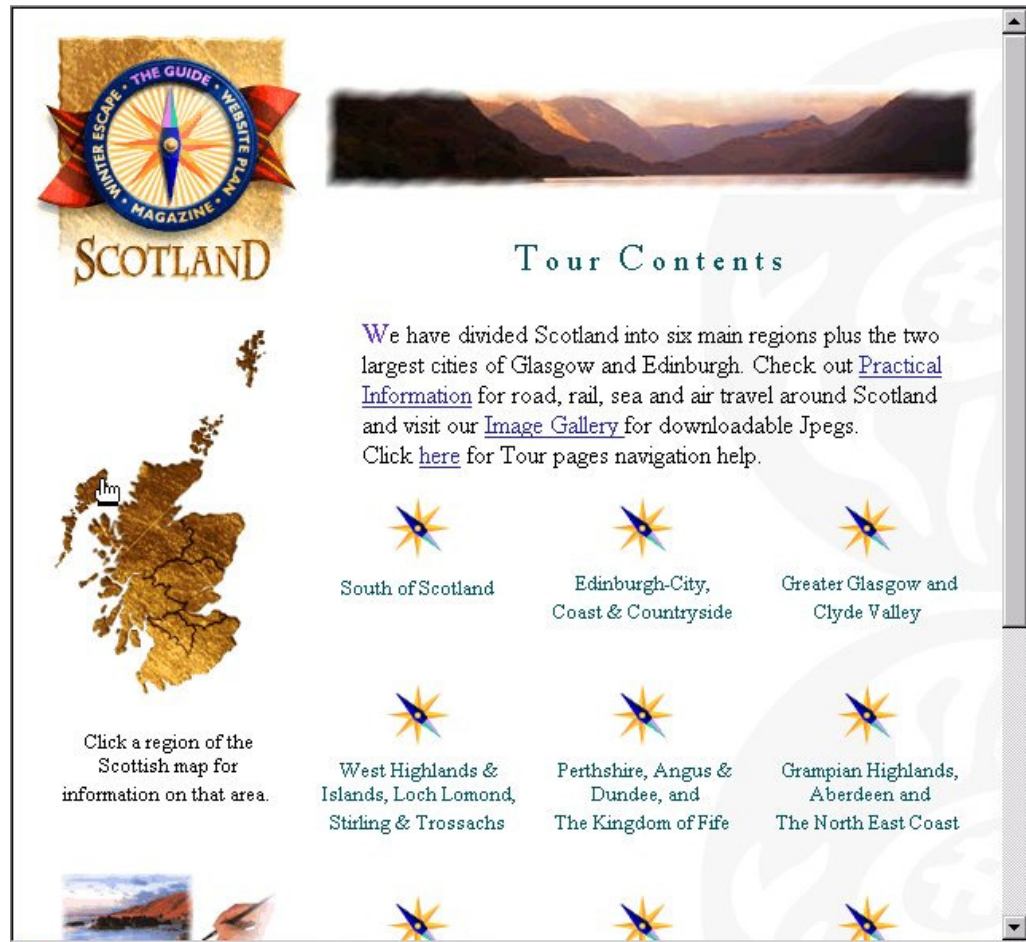 THE GUIDE · WEBSITE PLAN · MAGAZINE · WINTER ESCAPE ·
SCOTLAND
Tour Contents
We have divided Scotland into six main regions plus the two
largest cities of Glasgow and Edinburgh. Check out Practical
Information for road, rail, sea and air travel around Scotland
and visit our Image Gallery for downloadable Jpegs.
Click here for Tour pages navigation help.
South of Scotland
Edinburgh-City,
Coast & Countryside
Greater Glasgow and
Clyde Valley
Click a region of the
Scottish map for
information on that area.
West Highlands &
Islands, Loch Lomond,
Stirling & Trossachs
Perthshire, Angus &
Dundee, and
The Kingdom of Fife
Grampian Highlands,
Aberdeen and
The North East Coast